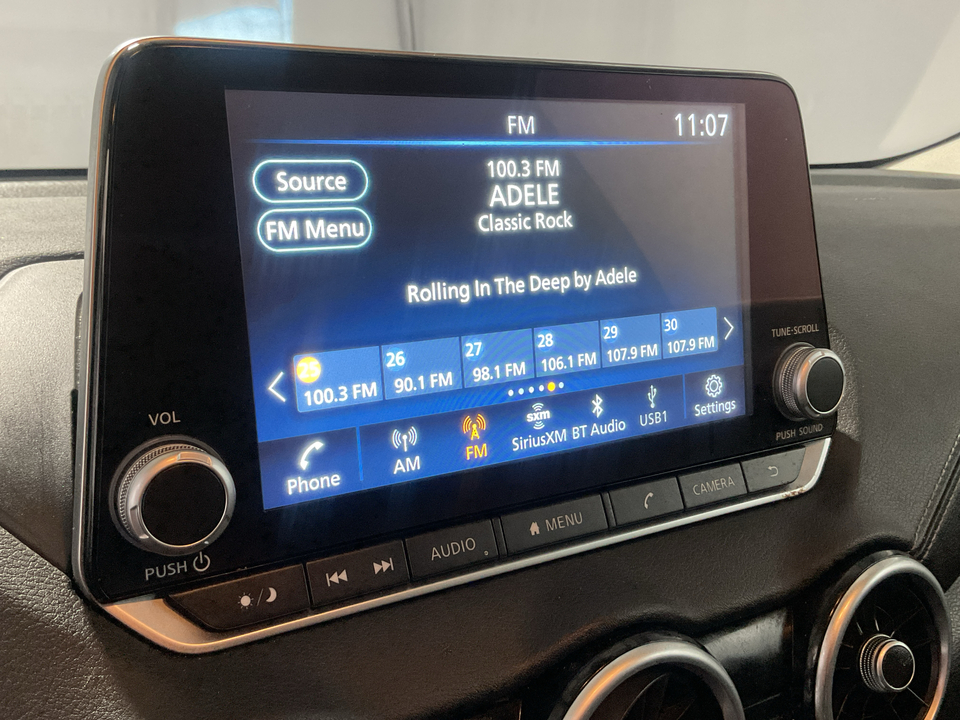 FM
11:07
Source
100.3 FM
ADELE
FM Menu
Classic Rock
Rolling In The Deep by Adele
25
100.3 FM
26
90.1 FM
27
98.1 FM
28
106.1 FM
29
107.9 FM
30
107.9 FM
Phone
AM
FM
sxm
SiriusXM
BT Audio
USB1
Settings
VOL
PUSH
TUNE·SCROLL
PUSH SOUND
AUDIO
MENU
CAMERA